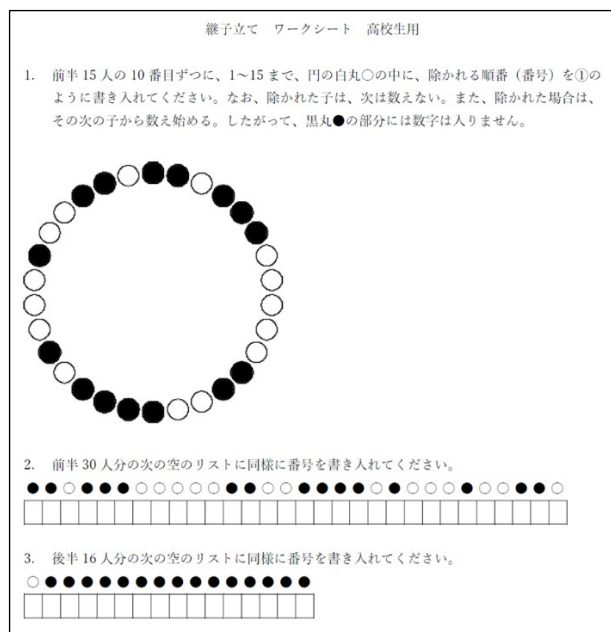 継子立て　ワークシート　高校生用
1.　前半 15 人の 10 番目ずつに、1～15 まで、円の白丸○の中に、除かれる順番（番号）を①の
ように書き入れてください。なお、除かれた子は、次は数えない。また、除かれた場合は、
その次の子から数え始める。したがって、黒丸●の部分には数字は入りません。
2.　前半 30 人分の次の空のリストに同様に番号を書き入れてください。
●●○●●●○○○○○●●○○●●●●○●○○○●○○●●○
3.　後半 16 人分の次の空のリストに同様に番号を書き入れてください。
○●●●●●●●●●●●●●●●